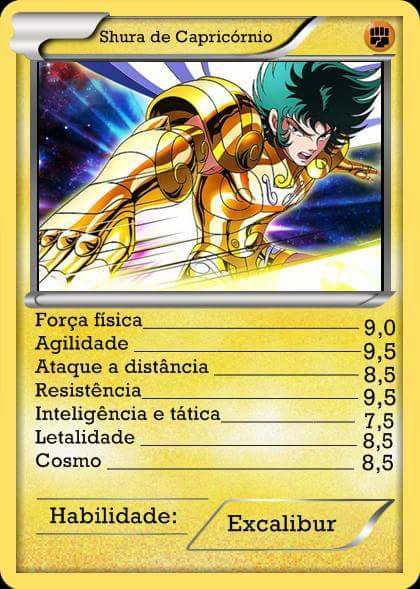 Shura de Capricórnio
Força física 9,0
Agilidade 9,5
Ataque a distância 8,5
Resistência 9,5
Inteligência e tática 7,5
Letalidade 8,5
Cosmo 8,5
Habilidade: Excalibur